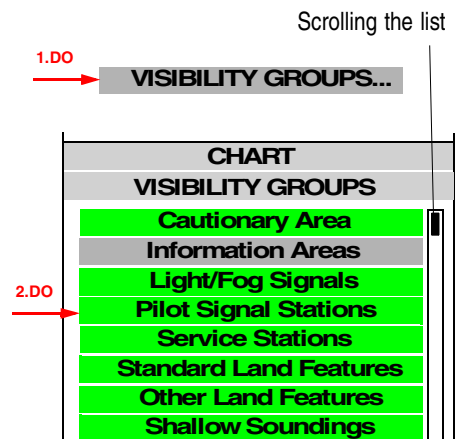 Scrolling the list
1.DO
VISIBILITY GROUPS...
CHART
VISIBILITY GROUPS
Cautionary Area
Information Areas
Light/Fog Signals
2.DO
Pilot Signal Stations
Service Stations
Standard Land Features
Other Land Features
Shallow Soundings